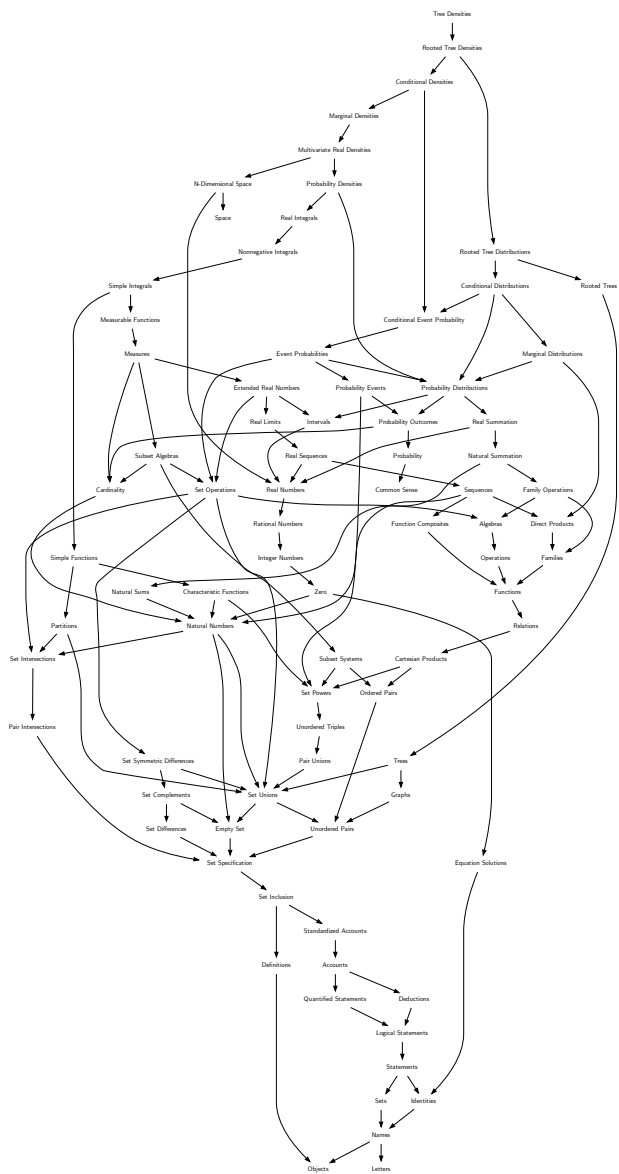 Tree Densities
Rooted Tree Densities
Conditional Densities
Marginal Densities
Multivariate Real Densities
N-Dimensional Space
Probability Densities
Space
Real Integrals
Nonnegative Integrals
Rooted Tree Distributions
Simple Integrals
Conditional Distributions
Rooted Trees
Measurable Functions
Conditional Event Probability
Measures
Event Probabilities
Marginal Distributions
Extended Real Numbers
Probability Events
Probability Distributions
Real Limits
Intervals
Probability Outcomes
Real Summation
Subset Algebras
Real Sequences
Probability
Natural Summation
Cardinality
Set Operations
Real Numbers
Common Sense
Sequences
Family Operations
Rational Numbers
Function Composites
Algebras
Direct Products
Simple Functions
Integer Numbers
Operations
Families
Natural Sums
Characteristic Functions
Zero
Functions
Partitions
Natural Numbers
Relations
Set Intersections
Subset Systems
Cartesian Products
Set Powers
Ordered Pairs
Pair Intersections
Unordered Triples
Set Symmetric Differences
Pair Unions
Trees
Set Complements
Set Unions
Graphs
Set Differences
Empty Set
Unordered Pairs
Set Specification
Equation Solutions
Set Inclusion
Standardized Accounts
Definitions
Accounts
Quantified Statements
Deductions
Logical Statements
Statements
Sets
Identities
Names
Objects
Letters